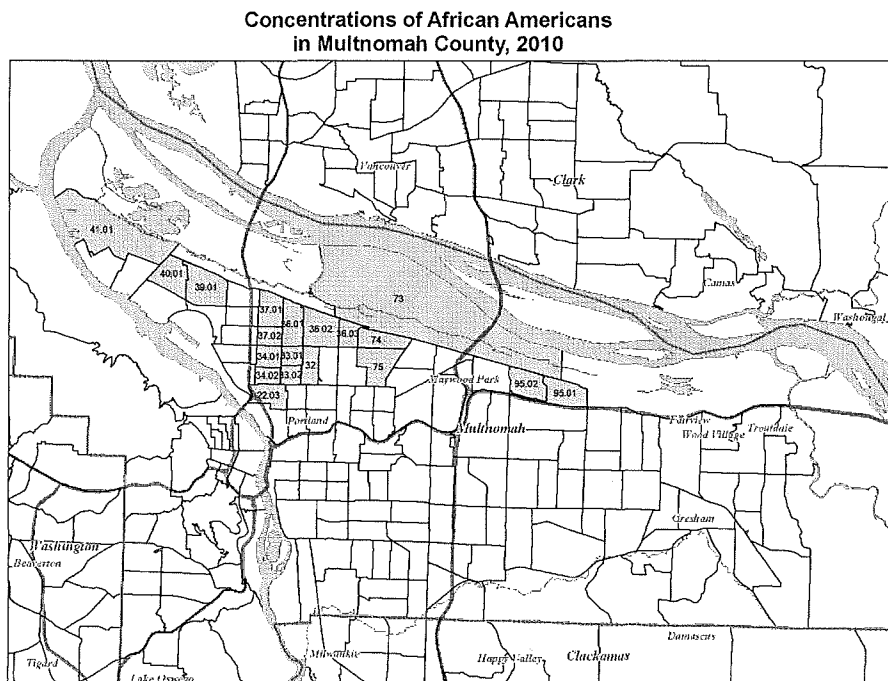 Concentrations of African Americans
in Multnomah County, 2010
Vancouver
Clark
41.01
40.01
39.01
Camas
73
37.01
Washougal
36.01
36.02
36.03
37.02
74
34.01
33.01
32
75
34.02
33.02
Maywood Park
95.02
95.01
22.03
Portland
Multnomah
Fairview
Wood Village
Troutdale
Gresham
Washington
Beaverton
Damascus
Milwaukie
Happy Valley
Clackamas
Tigard
Lake Oswego